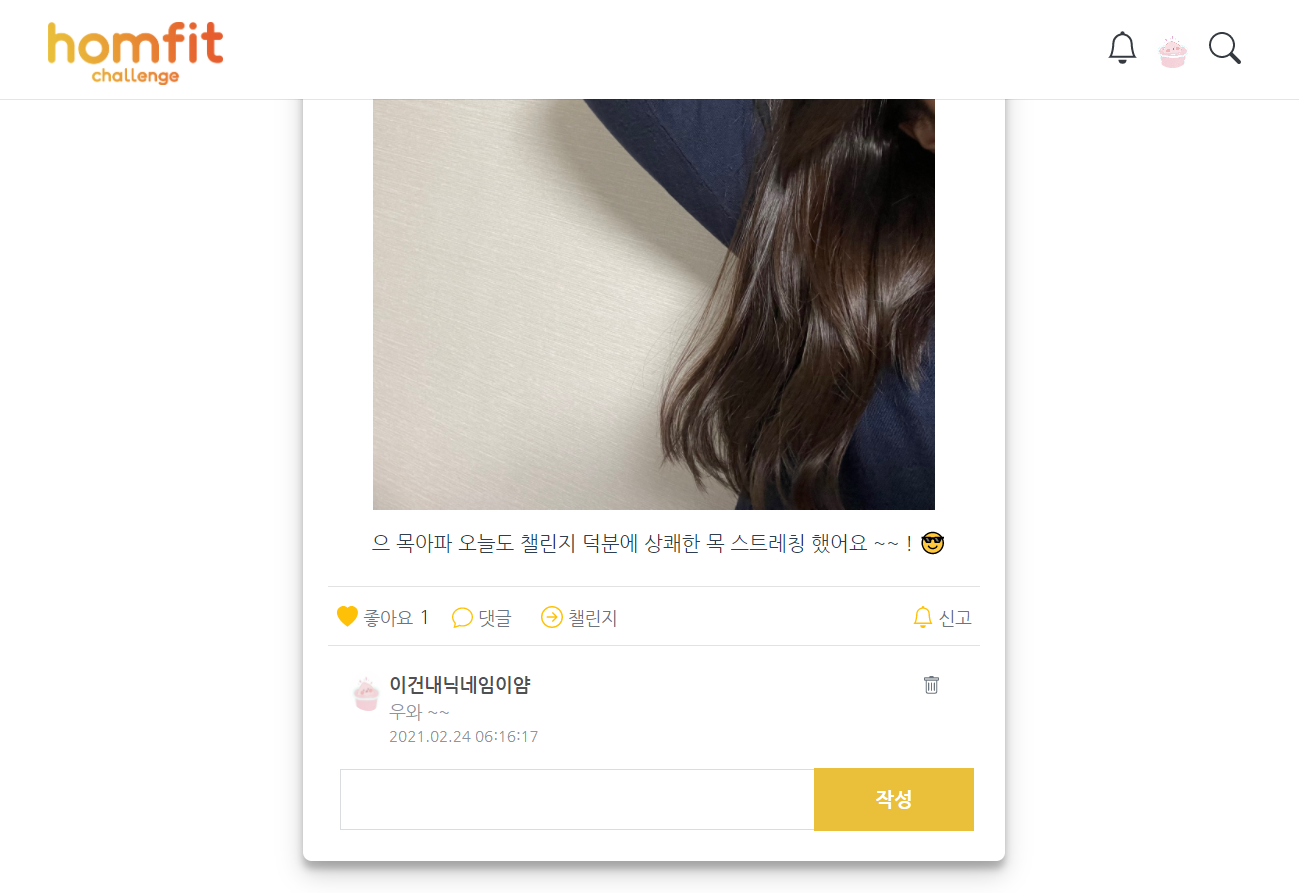 homfit
challenge
으 목아파 오늘도 챌린지 덕분에 상쾌한 목 스트레칭 했어요 ~~ ! 😎
좋아요 1 댓글 챌린지 신고
이건내닉네임이얌
우와 ~~
2021.02.24 06:16:17
작성